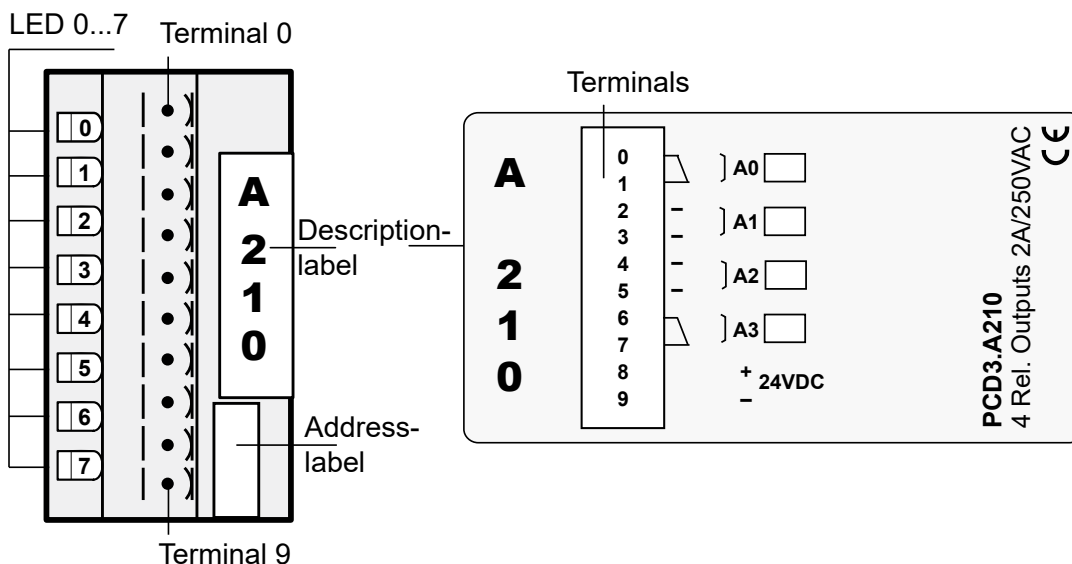 LED 0...7
Terminal 0
0
1
2
3
4
5
6
7
A
2
1
0
Description-
label
Address-
label
Terminal 9
Terminals
A
2
1
0
0
1
2
3
4
5
6
7
8
9
A0
A1
A2
A3
+ 24VDC
–
PCD3.A210
4 Rel. Outputs 2A/250VAC
CE